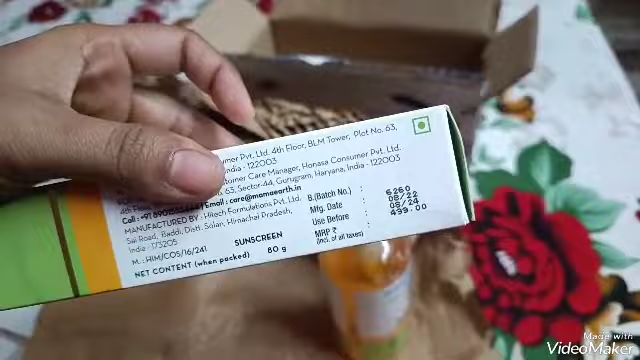 mer Pvt. Ltd. 4th Floor, BLM Tower, Plot No. 63,
India - 122003
Customer Care Manager, Honasa Consumer Pvt. Ltd.
63, Sector-44, Gurugram, Haryana, India - 122003
Call: +91 Email: care@mamaearth.in
MANUFACTURED BY: Hitech Formulations Pvt. Ltd.
Sai Road, Baddi, Distt. Solan, Himachal Pradesh,
India - 173205
M.: HIM/COS/16/241
SUNSCREEN
NET CONTENT (when packed) 80 g
B.(Batch No.) : 6260
Mfg. Date : 08/22
Use Before : 08/24
MRP ₹ : 499.00
(Incl. of all taxes)
Made with
VideoMaker